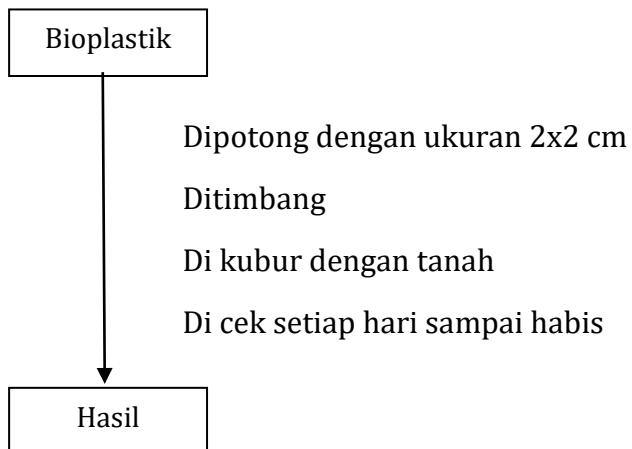 Bioplastik
Dipotong dengan ukuran 2x2 cm
Ditimbang
Di kubur dengan tanah
Di cek setiap hari sampai habis
Hasil